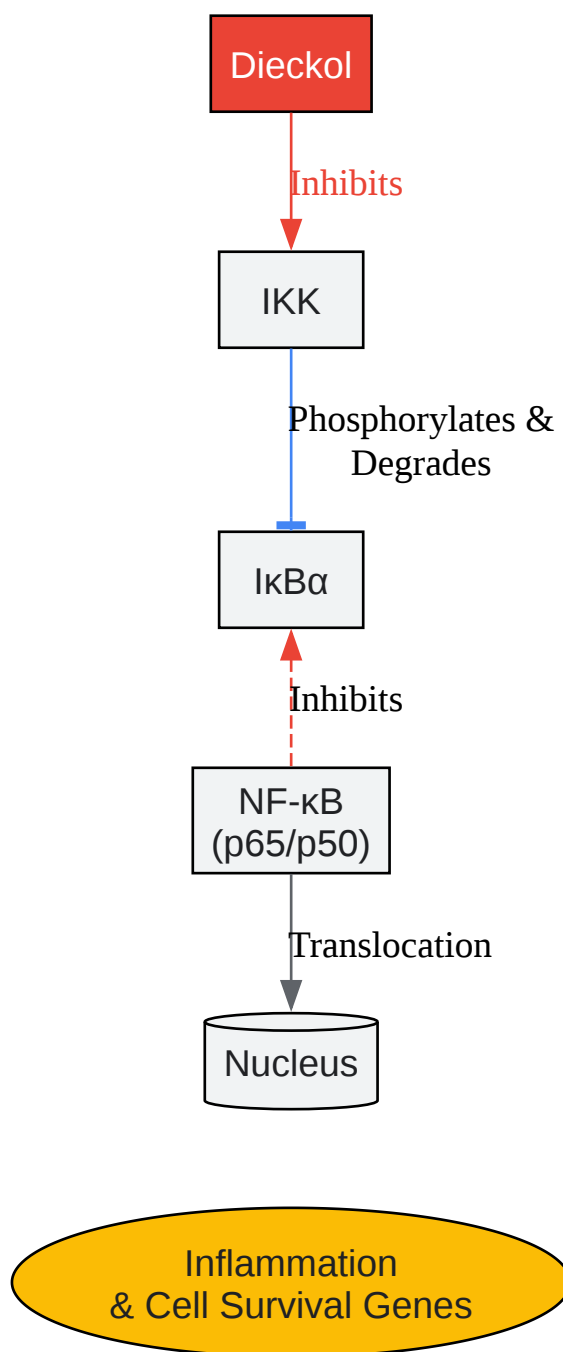 Dieckol
Inhibits
IKK
Phosphorylates &
Degrades
IκBα
Inhibits
NF-κB
(p65/p50)
Translocation
Nucleus
Inflammation
& Cell Survival Genes